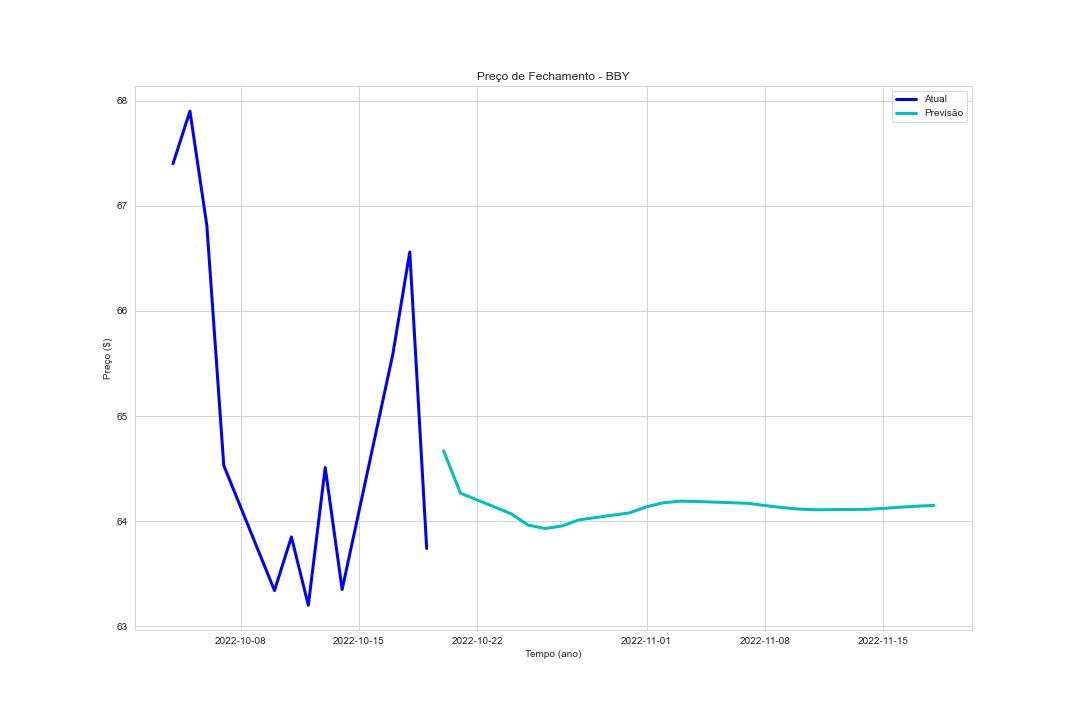 Preço de Fechamento - BBY
Atual
Previsão
68
67
66
65
64
63
Preço ($)
2022-10-08
2022-10-15
2022-10-22
2022-11-01
2022-11-08
2022-11-15
Tempo (ano)